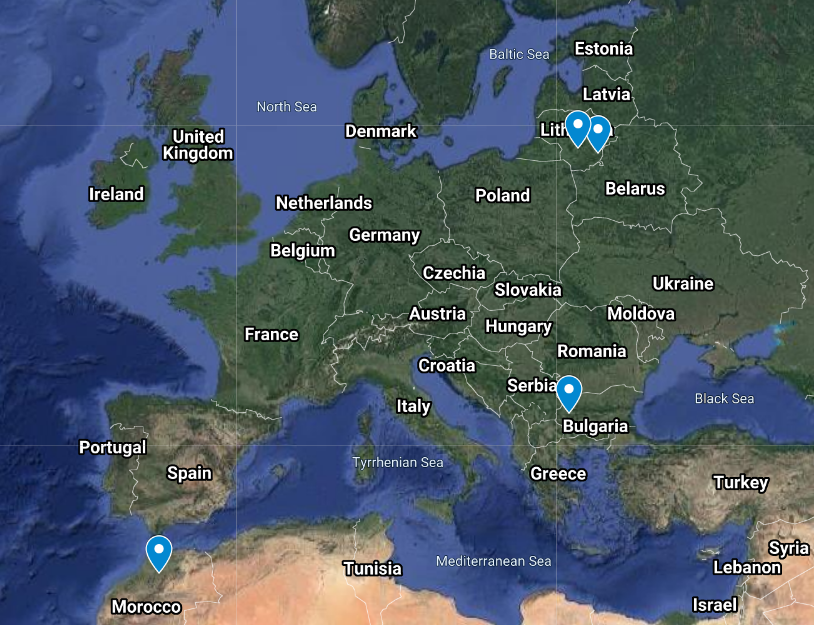 Baltic Sea
Estonia
Latvia
North Sea
Denmark
United
Kingdom
Ireland
Netherlands
Poland
Belarus
Germany
Belgium
Czechia
Slovakia
Ukraine
Austria
Hungary
Moldova
France
Romania
Croatia
Serbia
Italy
Black Sea
Bulgaria
Portugal
Spain
Tyrrhenian Sea
Greece
Turkey
Syria
Tunisia
Mediterranean Sea
Lebanon
Morocco
Israel